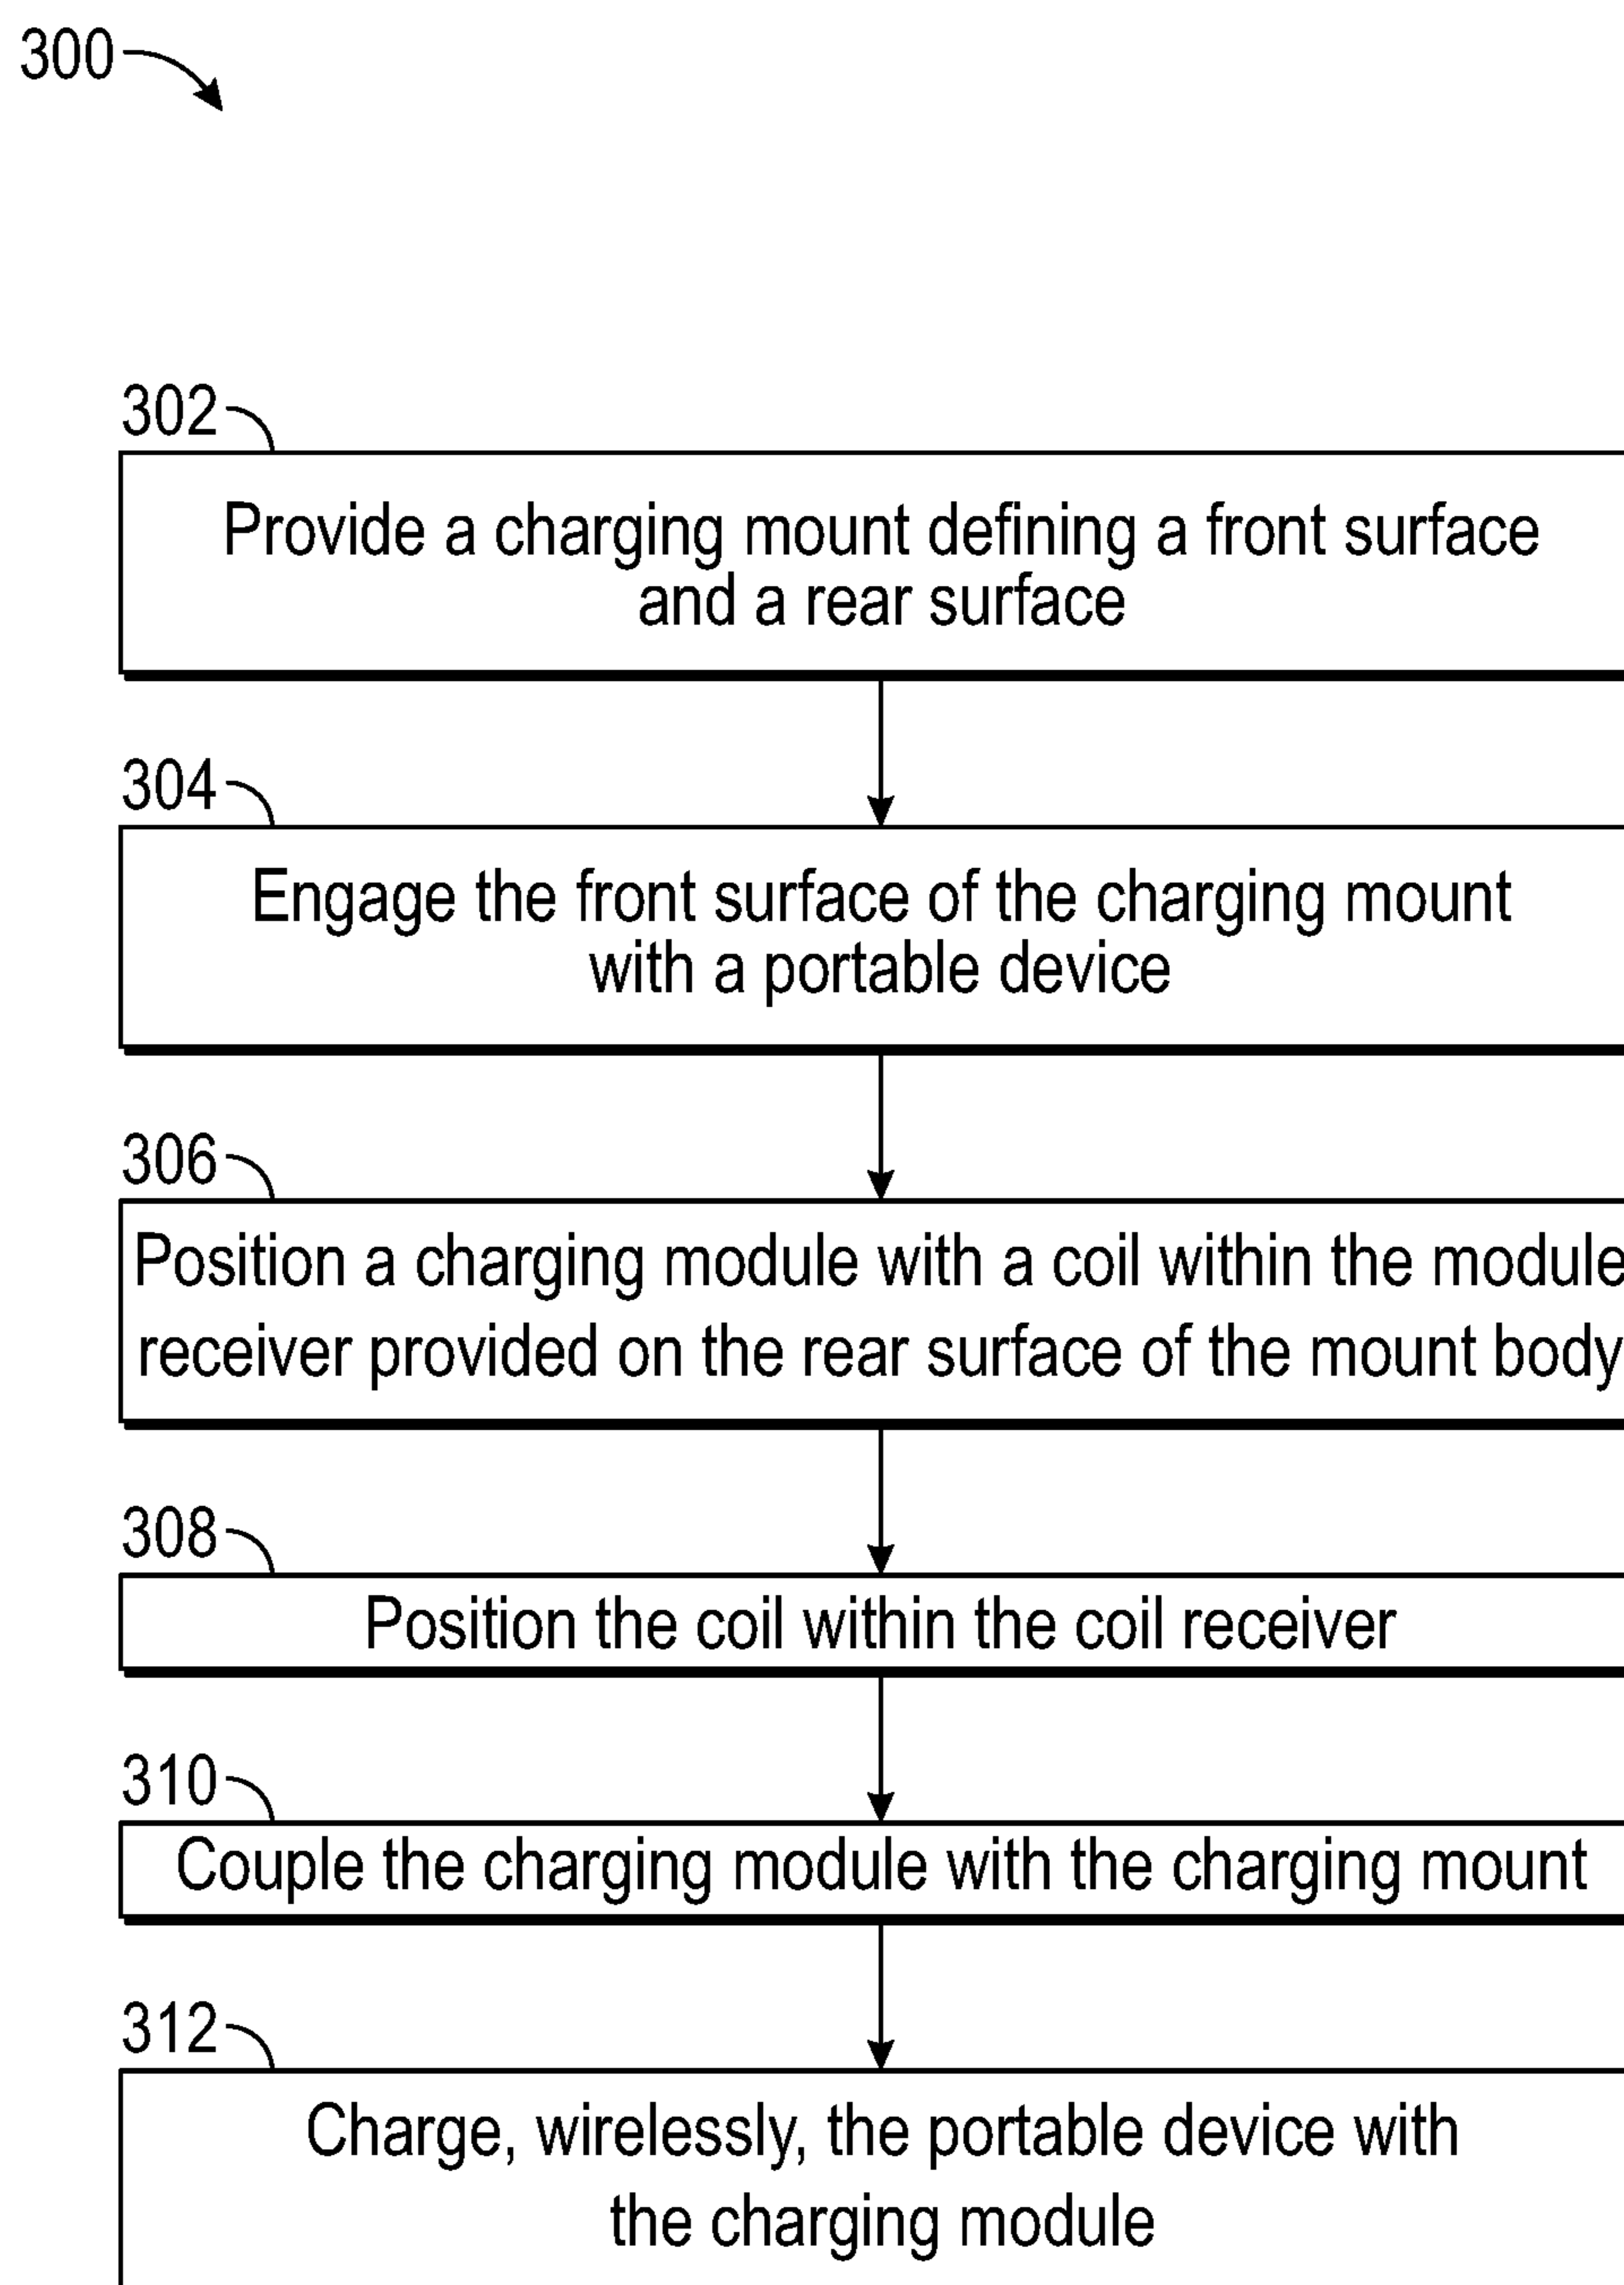 300
302
Provide a charging mount defining a front surface
and a rear surface
304
Engage the front surface of the charging mount
with a portable device
306
Position a charging module with a coil within the module
receiver provided on the rear surface of the mount body
308
Position the coil within the coil receiver
310
Couple the charging module with the charging mount
312
Charge, wirelessly, the portable device with
the charging module